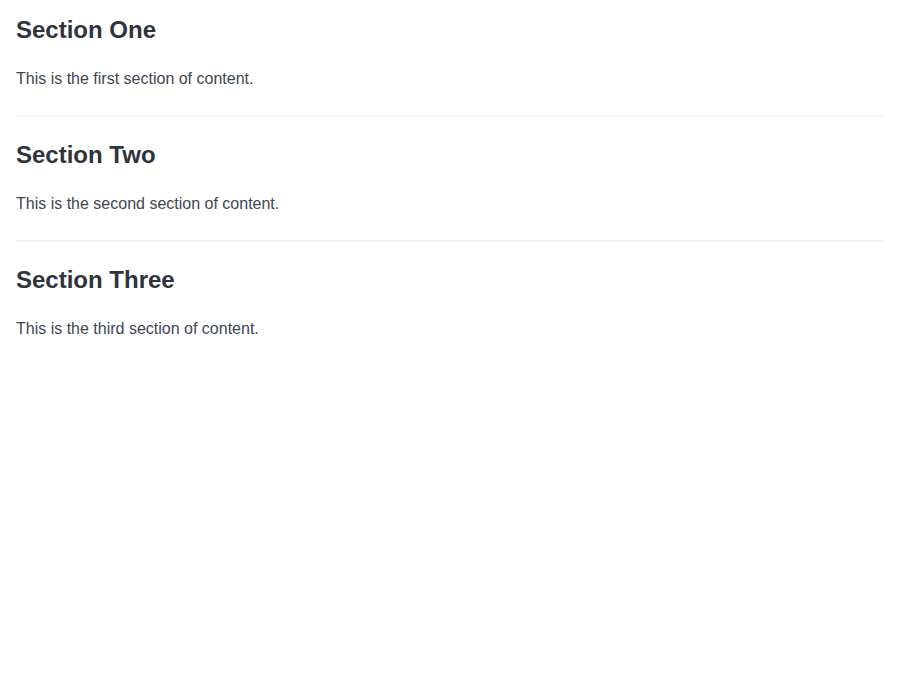 Section One
This is the first section of content.
Section Two
This is the second section of content.
Section Three
This is the third section of content.